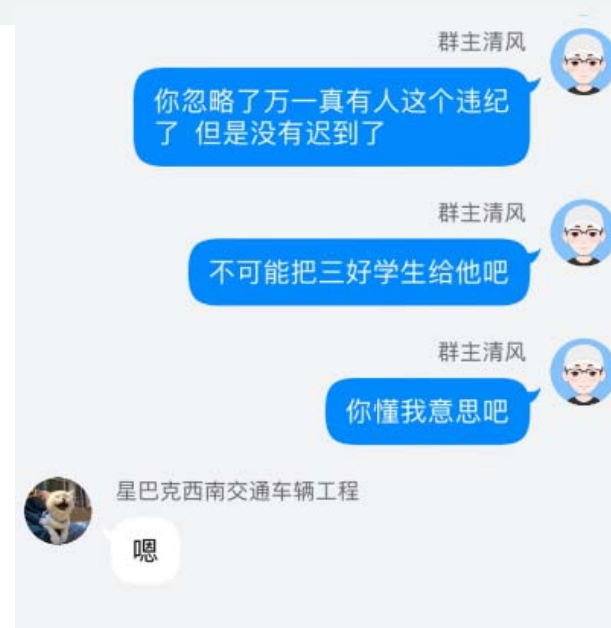 群主清风
你忽略了万一真有人这个违纪
了 但是没有迟到了
群主清风
不可能把三好学生给他吧
群主清风
你懂我意思吧
星巴克西南交通车辆工程
嗯